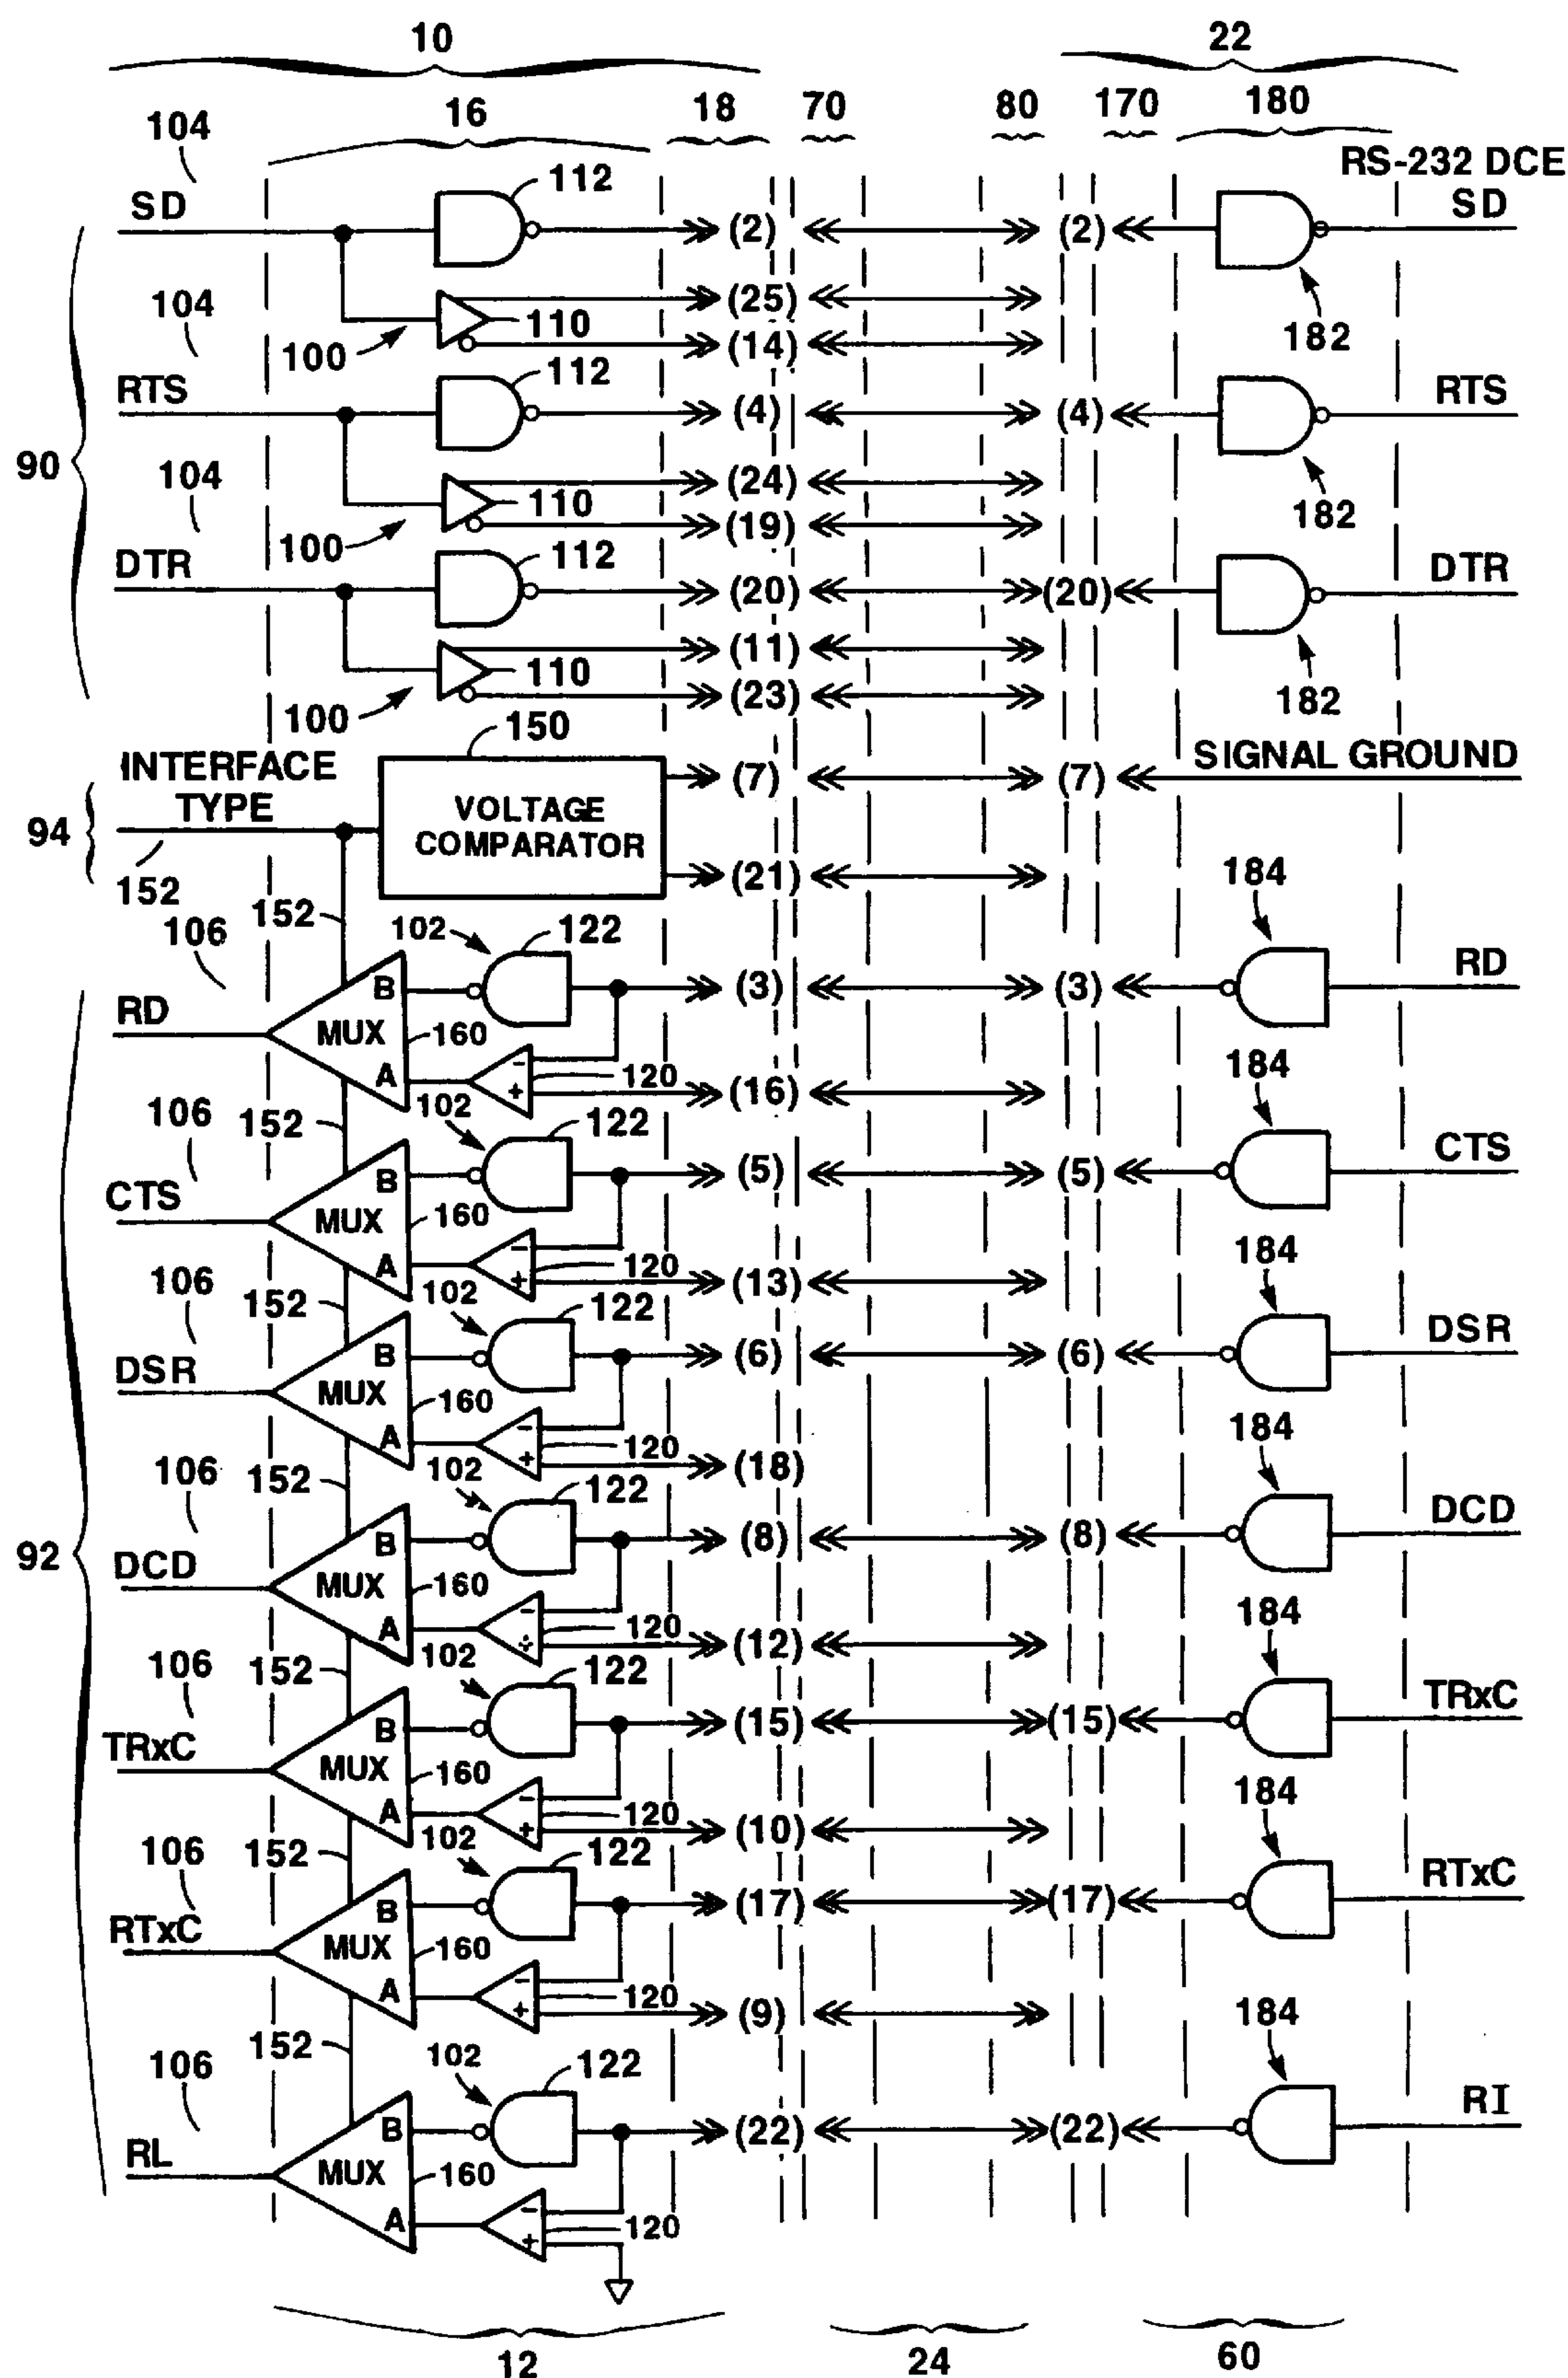 10 22
16 18 70 80 170 180
104 RS-232 DCE
SD 112 (2) (2) SD
(25)
104 100 110 (14) 182
RTS 112 (4) (4) RTS
90 104 (24)
100 110 (19) 182
DTR 112 (20) (20) DTR
(11)
100 110 (23) 182
150
INTERFACE (7) (7) SIGNAL GROUND
94 TYPE VOLTAGE
COMPARATOR
152 (21) 184
106 152 102 122
RD B (3) (3) RD
MUX 160
A - + 120 (16) 184
106 152 102 122
CTS B (5) (5) CTS
MUX 160
A - + 120 (13) 184
106 152 102 122
DSR B (6) (6) DSR
MUX 160
A - + 120 (18) 184
106 152 102 122
92 DCD B (8) (8) DCD
MUX 160
A - ÷ 120 (12) 184
106 152 102 122
TRxC B (15) (15) TRxC
MUX 160
A - + 120 (10) 184
106 152 102 122
RTxC B (17) (17) RTxC
MUX 160
A - + 120 (9) 184
152
106 102 122
RL B (22) (22) RI
MUX 160
A - + 120
12 24 60